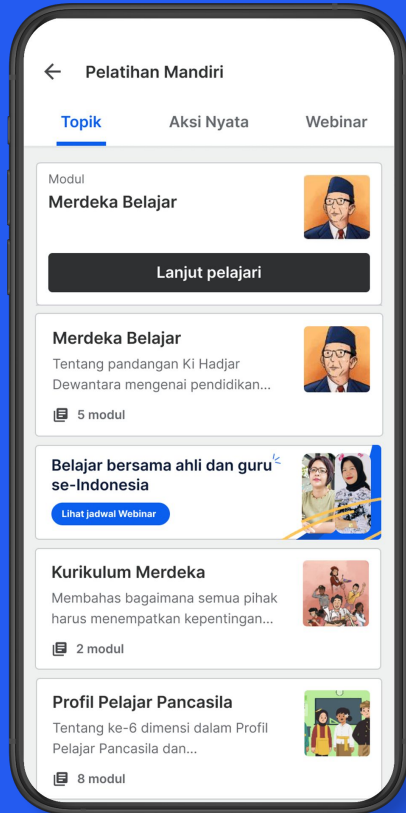 Pelatihan Mandiri
Topik
Aksi Nyata
Webinar
Modul
Merdeka Belajar
Lanjut pelajari
Merdeka Belajar
Tentang pandangan Ki Hadjar
Dewantara mengenai pendidikan...
5 modul
Belajar bersama ahli dan guru
se-Indonesia
Lihat jadwal Webinar
Kurikulum Merdeka
Membahas bagaimana semua pihak
harus menempatkan kepentingan...
2 modul
Profil Pelajar Pancasila
Tentang ke-6 dimensi dalam Profil
Pelajar Pancasila dan...
8 modul